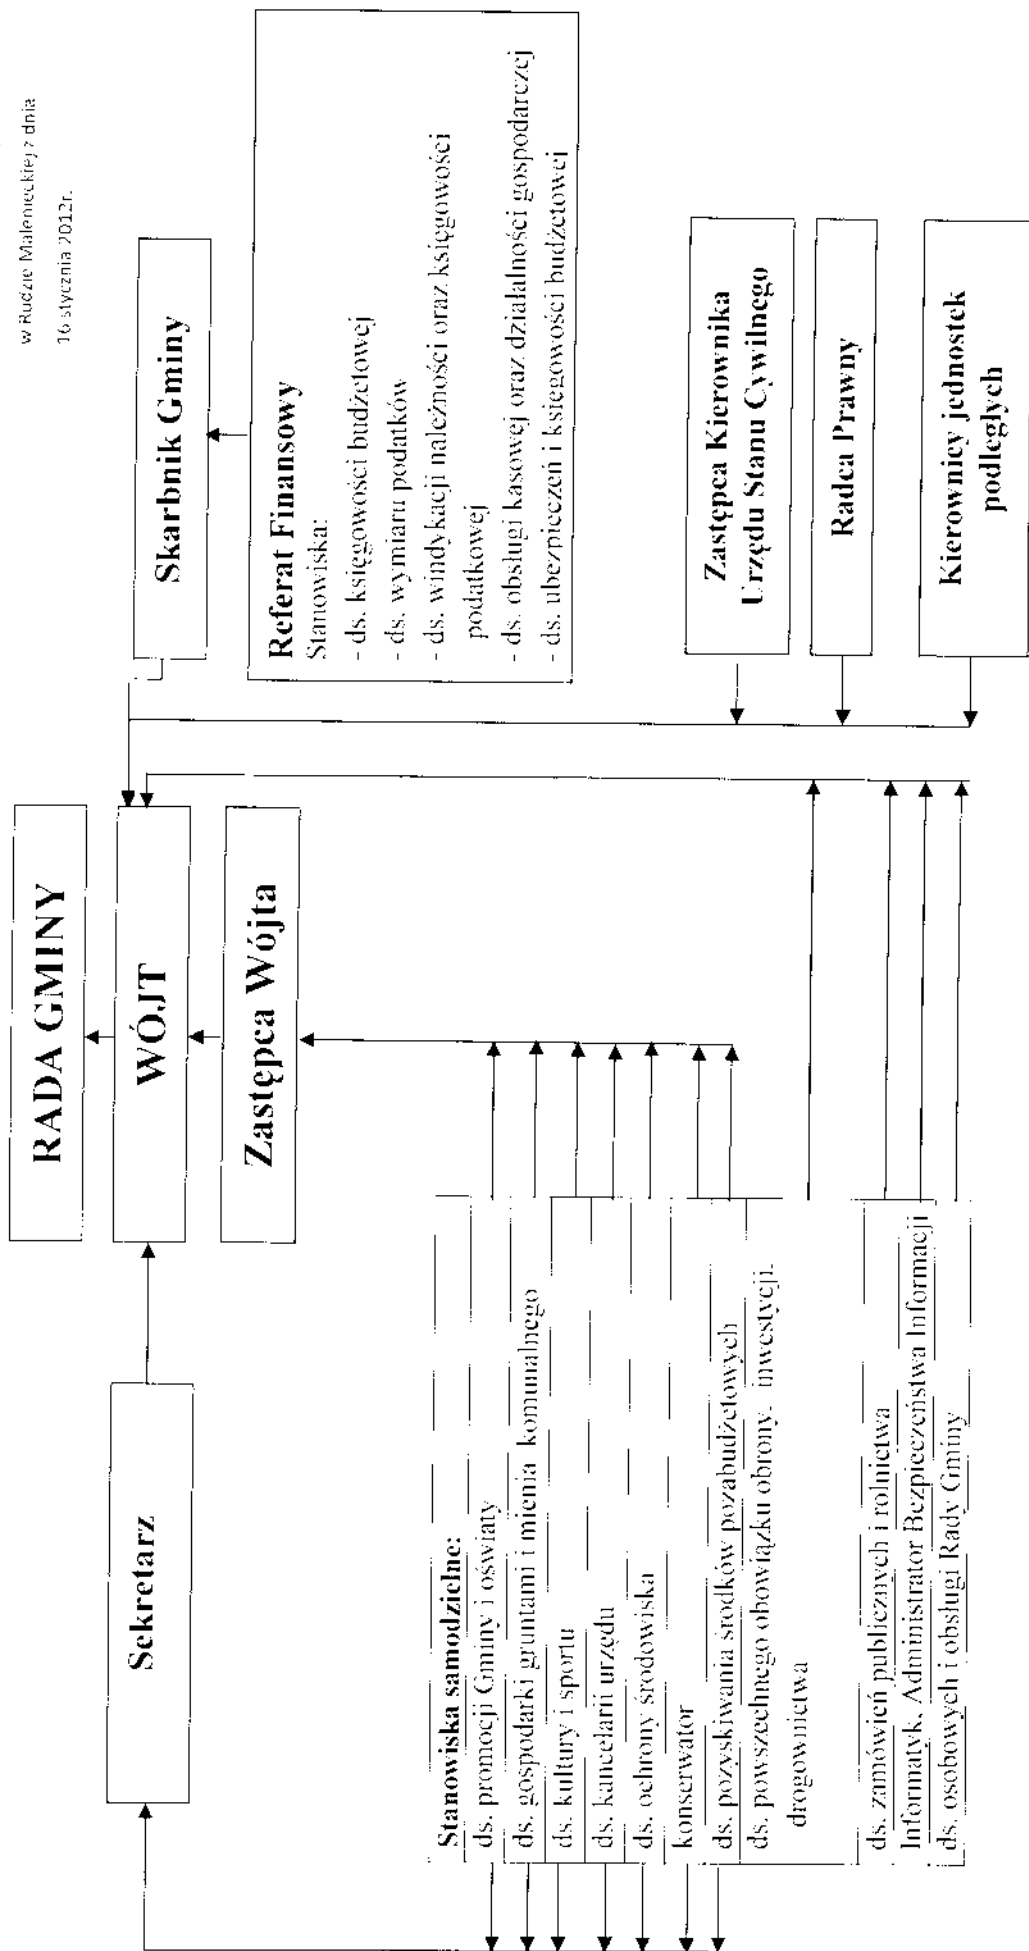 w Rudzie Malenieckiej z dnia
16 stycznia 2012r.
RADA GMINY
WÓJT
Zastępca Wójta
Sekretarz
Skarbnik Gminy
Referat Finansowy
Stanowiska:
- ds. księgowości budżetowej
- ds. wymiaru podatków
- ds. windykacji należności oraz księgowości
podatkowej
- ds. obsługi kasowej oraz działalności gospodarczej
- ds. ubezpieczeń i księgowości budżetowej
Zastępca Kierownika
Urzędu Stanu Cywilnego
Radca Prawny
Kierownicy jednostek
podległych
Stanowiska samodzielne:
ds. promocji Gminy i oświaty
ds. gospodarki gruntami i mienia komunalnego
ds. kultury i sportu
ds. kancelarii urzędu
ds. ochrony środowiska
konserwator
ds. pozyskiwania środków pozabudżetowych
ds. powszechnego obowiązku obrony, inwestycji,
drogownictwa
ds. zamówień publicznych i rolnictwa
Informatyk, Administrator Bezpieczeństwa Informacji
ds. osobowych i obsługi Rady Gminy